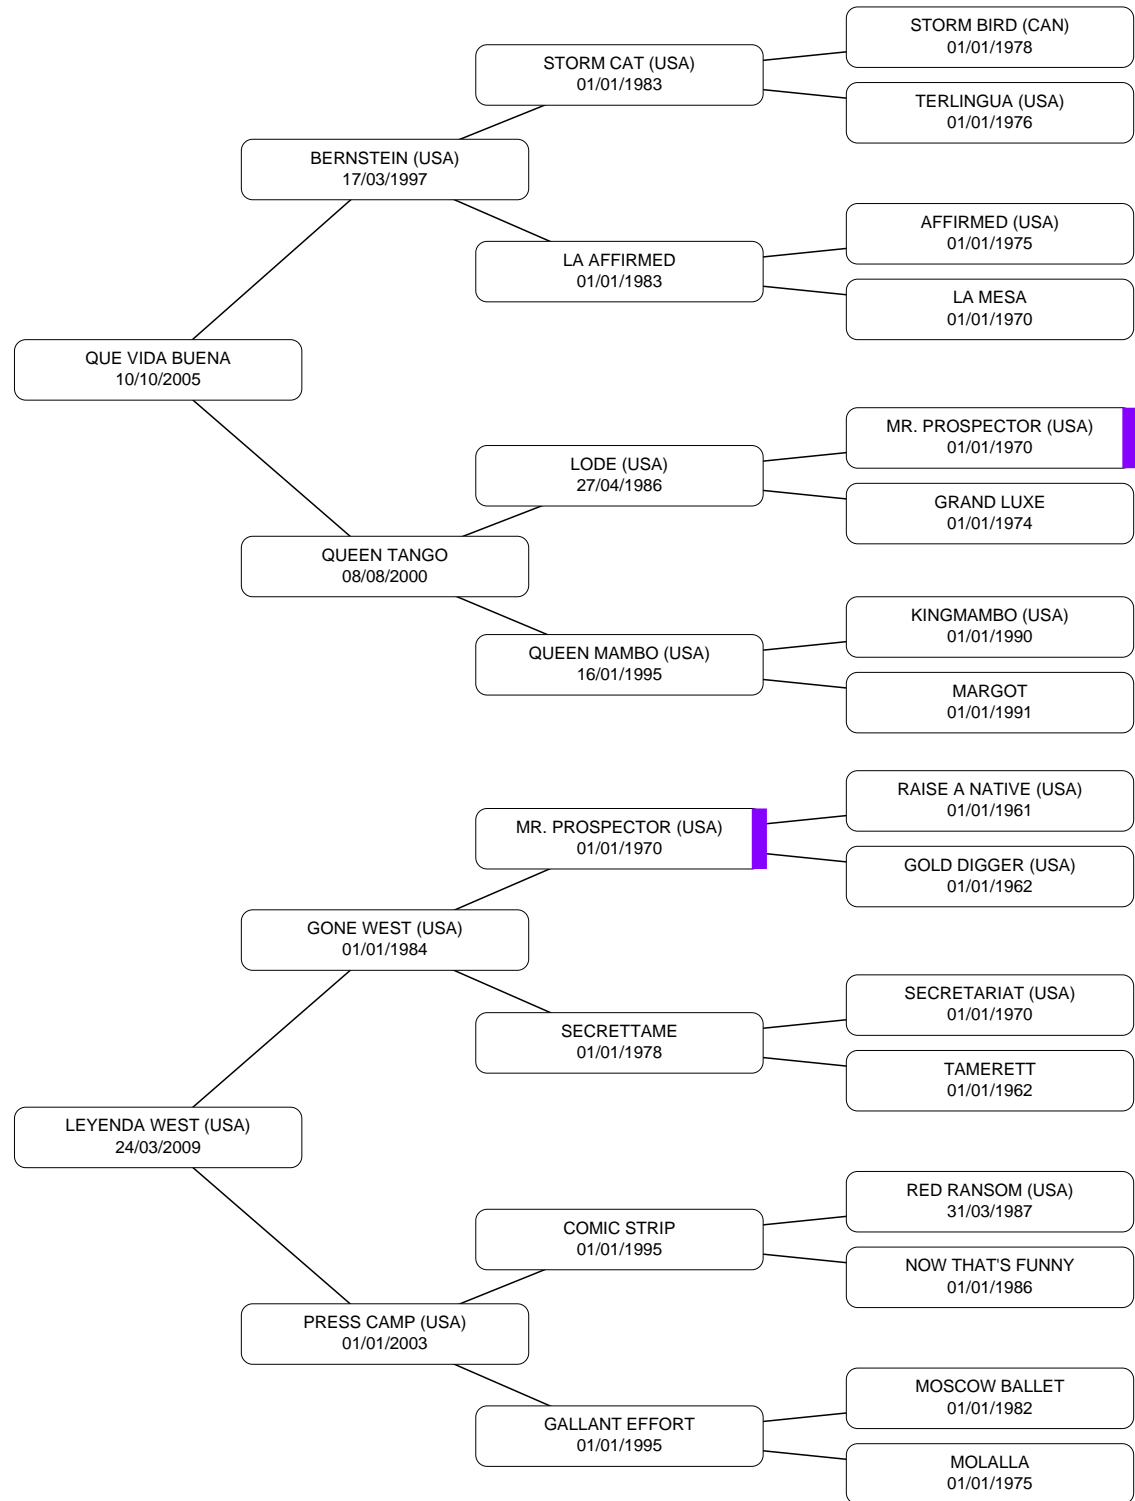 STORM BIRD (CAN)
01/01/1978
STORM CAT (USA)
01/01/1983
TERLINGUA (USA)
01/01/1976
BERNSTEIN (USA)
17/03/1997
AFFIRMED (USA)
01/01/1975
LA AFFIRMED
01/01/1983
LA MESA
01/01/1970
QUE VIDA BUENA
10/10/2005
MR. PROSPECTOR (USA)
01/01/1970
LODE (USA)
27/04/1986
GRAND LUXE
01/01/1974
QUEEN TANGO
08/08/2000
KINGMAMBO (USA)
01/01/1990
QUEEN MAMBO (USA)
16/01/1995
MARGOT
01/01/1991
RAISE A NATIVE (USA)
01/01/1961
MR. PROSPECTOR (USA)
01/01/1970
GOLD DIGGER (USA)
01/01/1962
GONE WEST (USA)
01/01/1984
SECRETARIAT (USA)
01/01/1970
SECRETTAME
01/01/1978
TAMERETT
01/01/1962
LEYENDA WEST (USA)
24/03/2009
RED RANSOM (USA)
31/03/1987
COMIC STRIP
01/01/1995
NOW THAT'S FUNNY
01/01/1986
PRESS CAMP (USA)
01/01/2003
MOSCOW BALLET
01/01/1982
GALLANT EFFORT
01/01/1995
MOLALLA
01/01/1975